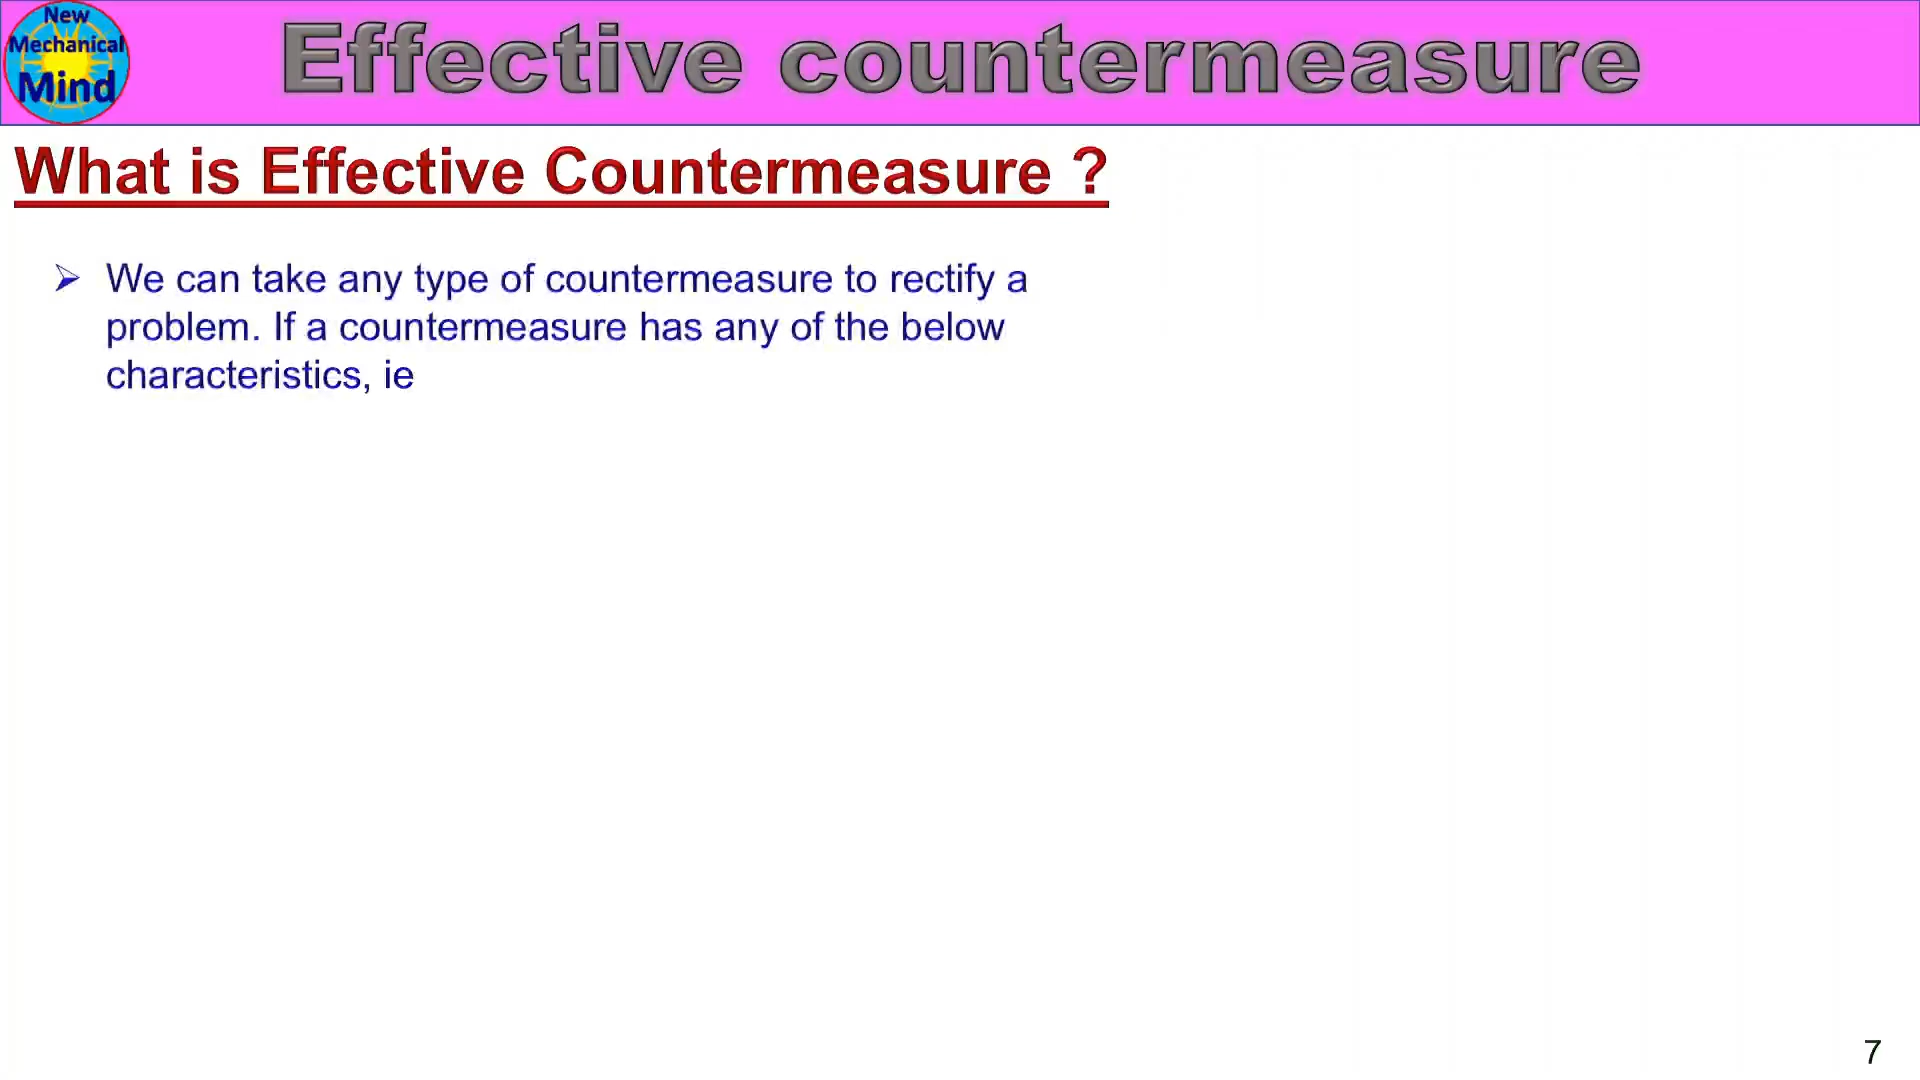 New
Mechanical
Mind
Effective countermeasure
What is Effective Countermeasure ?
➢ We can take any type of countermeasure to rectify a
problem. If a countermeasure has any of the below
characteristics, ie
7